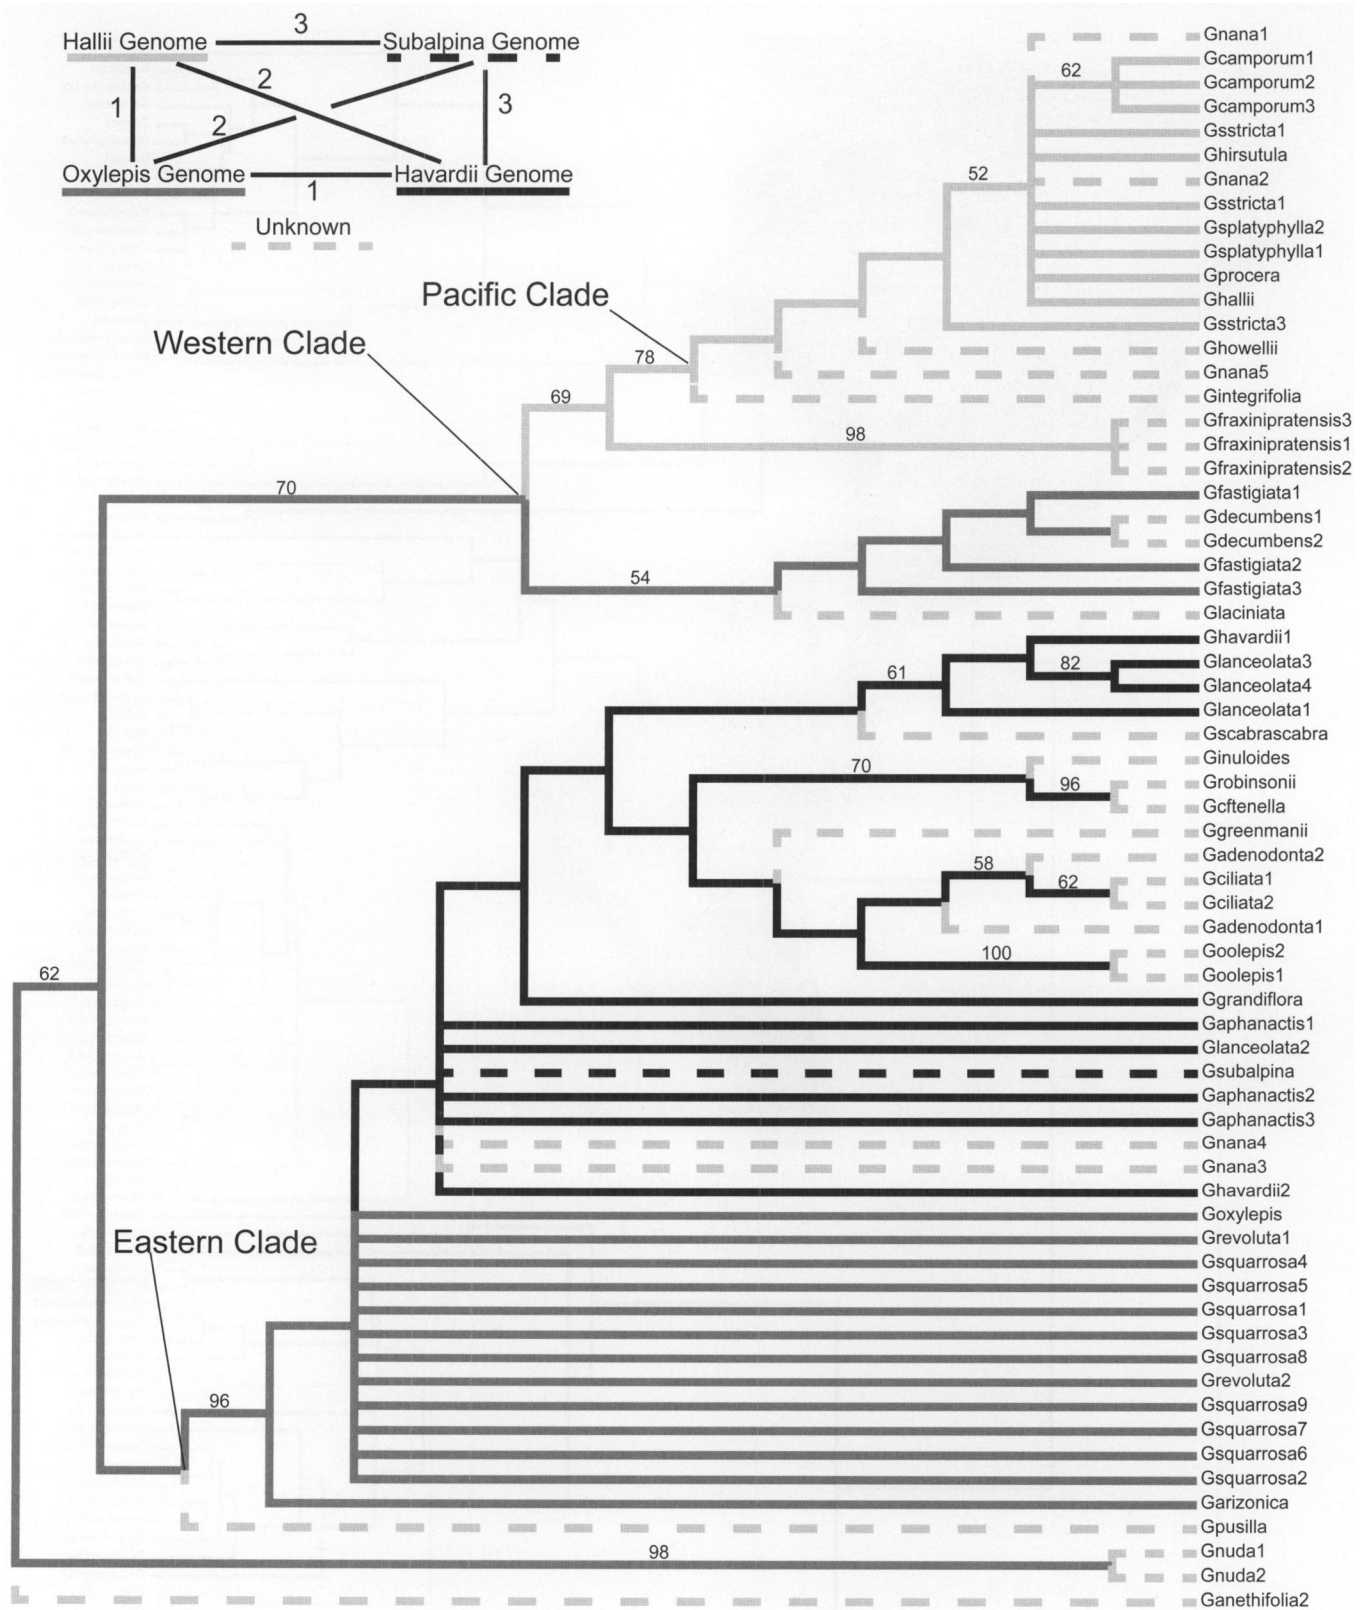 Hallii Genome 3 Subalpina Genome
2
1 3
2
Oxylepis Genome 1 Havardii Genome
Unknown
Pacific Clade
Western Clade
Eastern Clade
62
52
78
69
98
70
54
61
82
70
96
58
62
100
62
96
98
Gnana1
Gcamporum1
Gcamporum2
Gcamporum3
Gsstricta1
Ghirsutula
Gnana2
Gsstricta1
Gsplatyphylla2
Gsplatyphylla1
Gprocera
Ghallii
Gsstricta3
Ghowellii
Gnana5
Gintegrifolia
Gfraxinipratensis3
Gfraxinipratensis1
Gfraxinipratensis2
Gfastigiata1
Gdecumbens1
Gdecumbens2
Gfastigiata2
Gfastigiata3
Glaciniata
Ghavardii1
Glanceolata3
Glanceolata4
Glanceolata1
Gscabrascabra
Ginuloides
Grobinsonii
Gcftenella
Ggreenmanii
Gadenodonta2
Gciliata1
Gciliata2
Gadenodonta1
Goolepis2
Goolepis1
Ggrandiflora
Gaphanactis1
Glanceolata2
Gsubalpina
Gaphanactis2
Gaphanactis3
Gnana4
Gnana3
Ghavardii2
Goxylepis
Grevoluta1
Gsquarrosa4
Gsquarrosa5
Gsquarrosa1
Gsquarrosa3
Gsquarrosa8
Grevoluta2
Gsquarrosa9
Gsquarrosa7
Gsquarrosa6
Gsquarrosa2
Garizonica
Gpusilla
Gnuda1
Gnuda2
Ganethifolia2